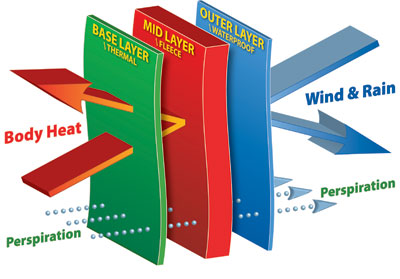 BASE LAYER
\ THERMAL
MID LAYER
\ FLEECE
OUTER LAYER
\ WATERPROOF
Body Heat
Wind & Rain
Perspiration
Perspiration